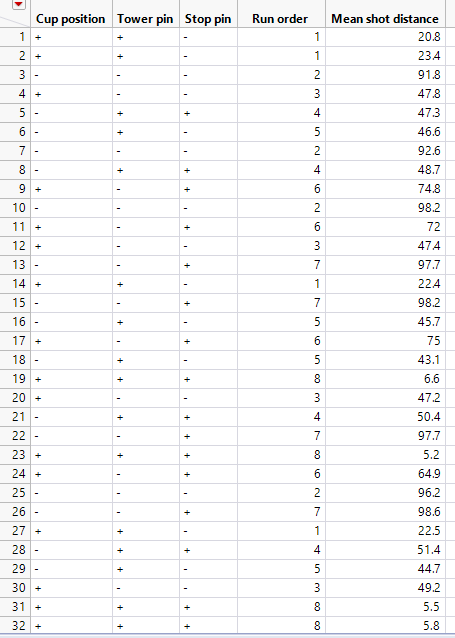 Cup position Tower pin Stop pin Run order Mean shot distance
1 + + - 1 20.8
2 + + - 1 23.4
3 - - - 2 91.8
4 + - - 3 47.8
5 - + + 4 47.3
6 - + - 5 46.6
7 - - - 2 92.6
8 - + + 4 48.7
9 + - + 6 74.8
10 - - - 2 98.2
11 + - + 6 72
12 + - - 3 47.4
13 - - + 7 97.7
14 + + - 1 22.4
15 - - + 7 98.2
16 - + - 5 45.7
17 + - + 6 75
18 - + - 5 43.1
19 + + + 8 6.6
20 + - - 3 47.2
21 - + + 4 50.4
22 - - + 7 97.7
23 + + + 8 5.2
24 + - + 6 64.9
25 - - - 2 96.2
26 - - + 7 98.6
27 + + - 1 22.5
28 - + + 4 51.4
29 - + - 5 44.7
30 + - - 3 49.2
31 + + + 8 5.5
32 + + + 8 5.8